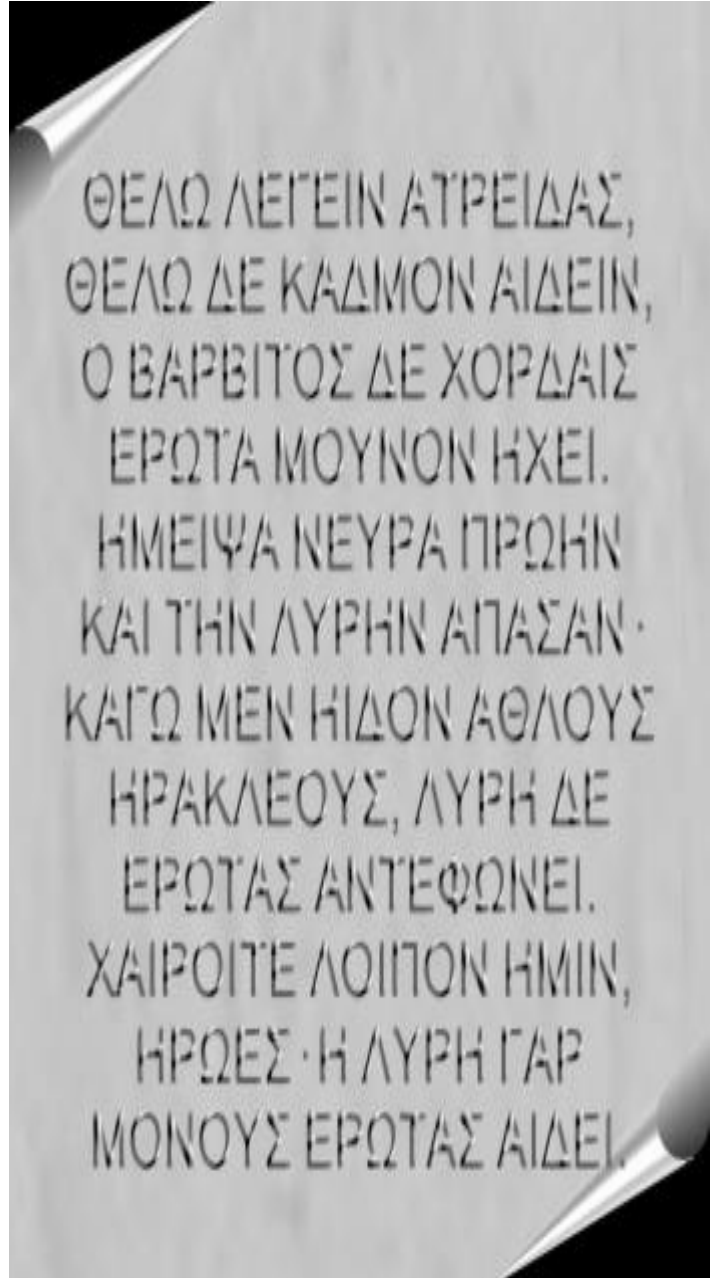 ΘΕΛΩ ΛΕΓΕΙΝ ΑΤΡΕΙΔΑΣ,
ΘΕΛΩ ΔΕ ΚΑΔΜΟΝ ΑΙΔΕΙΝ,
Ο ΒΑΡΒΙΤΟΣ ΔΕ ΧΟΡΔΑΙΣ
ΕΡΩΤΑ ΜΟΥΝΟΝ ΗΧΕΙ.
ΗΜΕΙΨΑ ΝΕΥΡΑ ΠΡΩΗΝ
ΚΑΙ ΤΗΝ ΛΥΡΗΝ ΑΠΑΣΑΝ·
ΚΑΓΩ ΜΕΝ ΗΙΔΟΝ ΑΘΛΟΥΣ
ΗΡΑΚΛΕΟΥΣ, ΛΥΡΗ ΔΕ
ΕΡΩΤΑΣ ΑΝΤΕΦΩΝΕΙ.
ΧΑΙΡΟΙΤΕ ΛΟΙΠΟΝ ΗΜΙΝ,
ΗΡΩΕΣ·Η ΛΥΡΗ ΓΑΡ
ΜΟΝΟΥΣ ΕΡΩΤΑΣ ΑΙΔΕΙ.